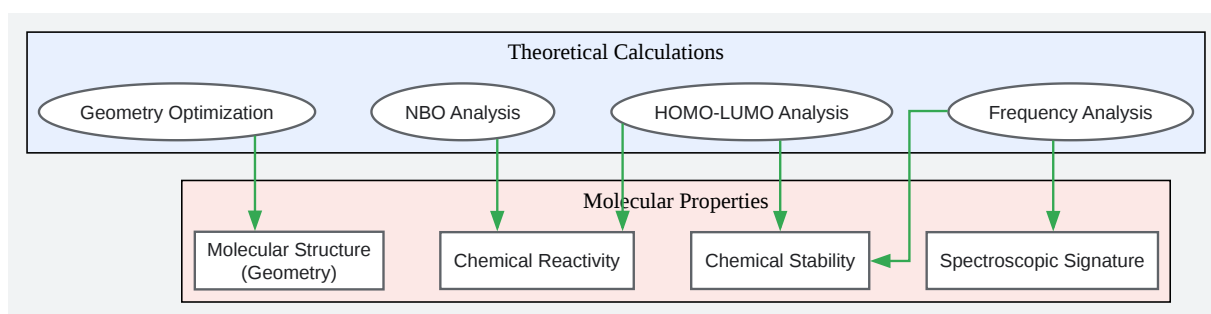 Theoretical Calculations
Geometry Optimization
NBO Analysis
HOMO-LUMO Analysis
Frequency Analysis
Molecular Properties
Molecular Structure
(Geometry)
Chemical Reactivity
Chemical Stability
Spectroscopic Signature